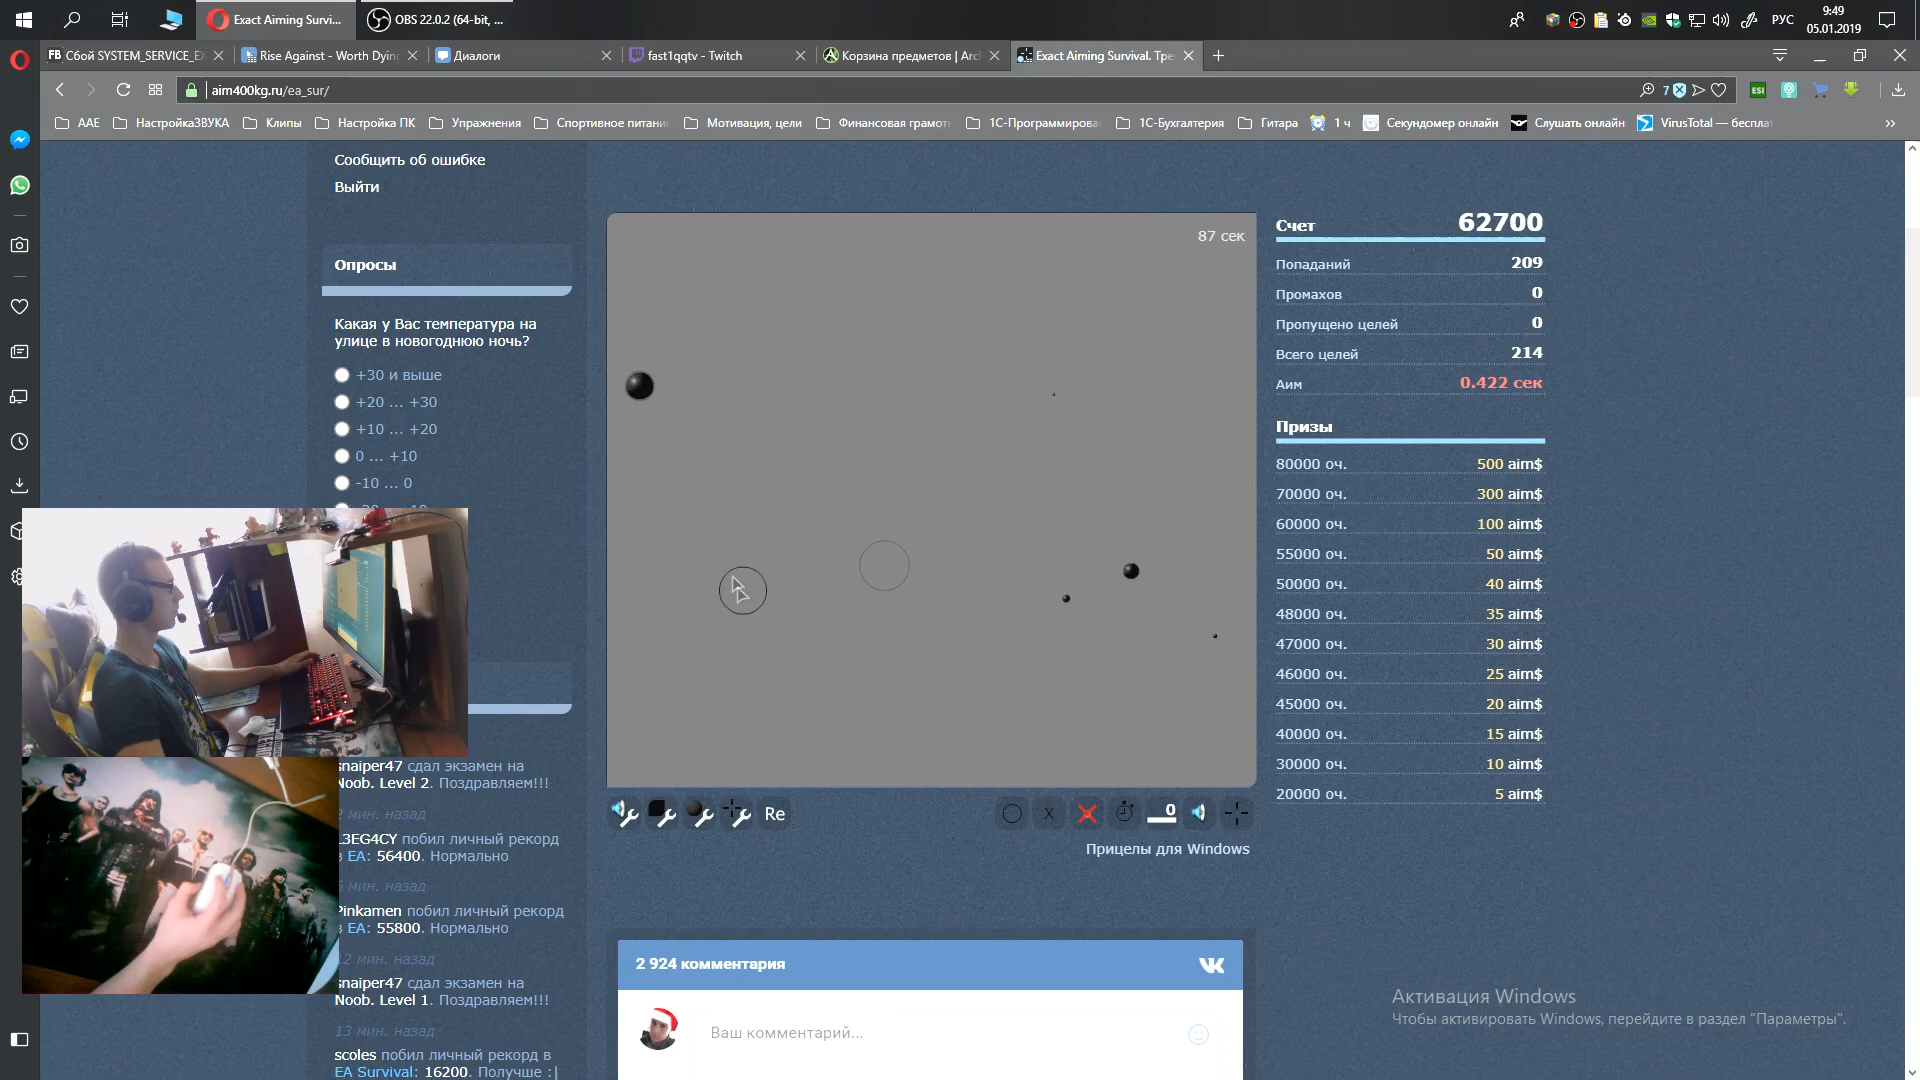 Exact Aiming Survi...
OBS 22.0.2 (64-bit, ...
РУС
9:49
05.01.2019
Сбой SYSTEM_SERVICE_E
Rise Against - Worth Dying
Диалоги
fast1qqtv - Twitch
Корзина предметов | Arc
Exact Aiming Survival. Тре
aim400kg.ru/ea_sur/
7
ААЕ
НастройкаЗВУКА
Клипы
Настройка ПК
Упражнения
Спортивное питани
Мотивация, цели
Финансовая грамот
1С-Программиров
1С-Бухгалтерия
Гитара
1 ч
Секундомер онлайн
Слушать онлайн
VirusTotal — беспла
Сообщить об ошибке
Выйти
Опросы
Какая у Вас температура на
улице в новогоднюю ночь?
+30 и выше
+20 ... +30
+10 ... +20
0 ... +10
-10 ... 0
snaiper47 сдал экзамен на
Noob. Level 2. Поздравляем!!!
2 мин. назад
L3EG4CY побил личный рекорд
в EA: 56400. Нормально
мин. назад
Pinkamen побил личный рекорд
в EA: 55800. Нормально
12 мин. назад
snaiper47 сдал экзамен на
Noob. Level 1. Поздравляем!!!
13 мин. назад
scoles побил личный рекорд в
EA Survival: 16200. Получше :|
87 сек
Re
X
0
Прицелы для Windows
2 924 комментария
Ваш комментарий...
Счет 62700
Попаданий 209
Промахов 0
Пропущено целей 0
Всего целей 214
Аим 0.422 сек
Призы
80000 оч. 500 aim$
70000 оч. 300 aim$
60000 оч. 100 aim$
55000 оч. 50 aim$
50000 оч. 40 aim$
48000 оч. 35 aim$
47000 оч. 30 aim$
46000 оч. 25 aim$
45000 оч. 20 aim$
40000 оч. 15 aim$
30000 оч. 10 aim$
20000 оч. 5 aim$
Активация Windows
Чтобы активировать Windows, перейдите в раздел "Параметры".